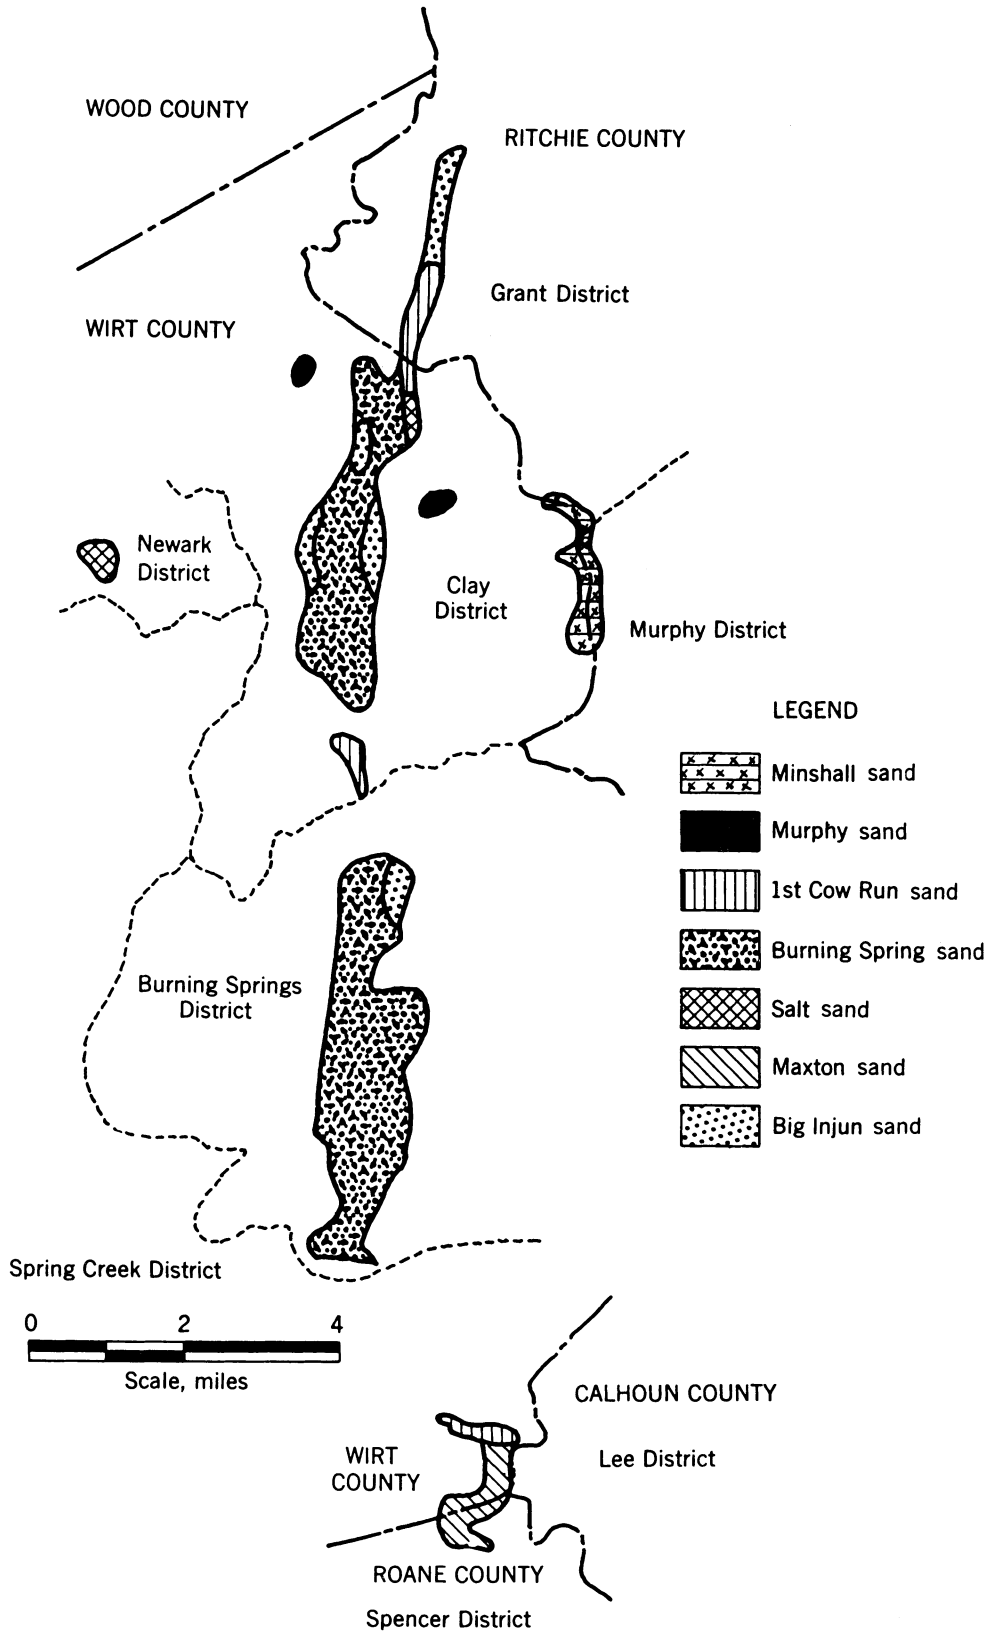 WOOD COUNTY
RITCHIE COUNTY
Grant District
WIRT COUNTY
Newark
District
Clay
District
Murphy District
LEGEND
Minshall sand
Murphy sand
1st Cow Run sand
Burning Spring sand
Salt sand
Maxton sand
Big Injun sand
Burning Springs
District
Spring Creek District
0 2 4
Scale, miles
CALHOUN COUNTY
Lee District
WIRT
COUNTY
ROANE COUNTY
Spencer District